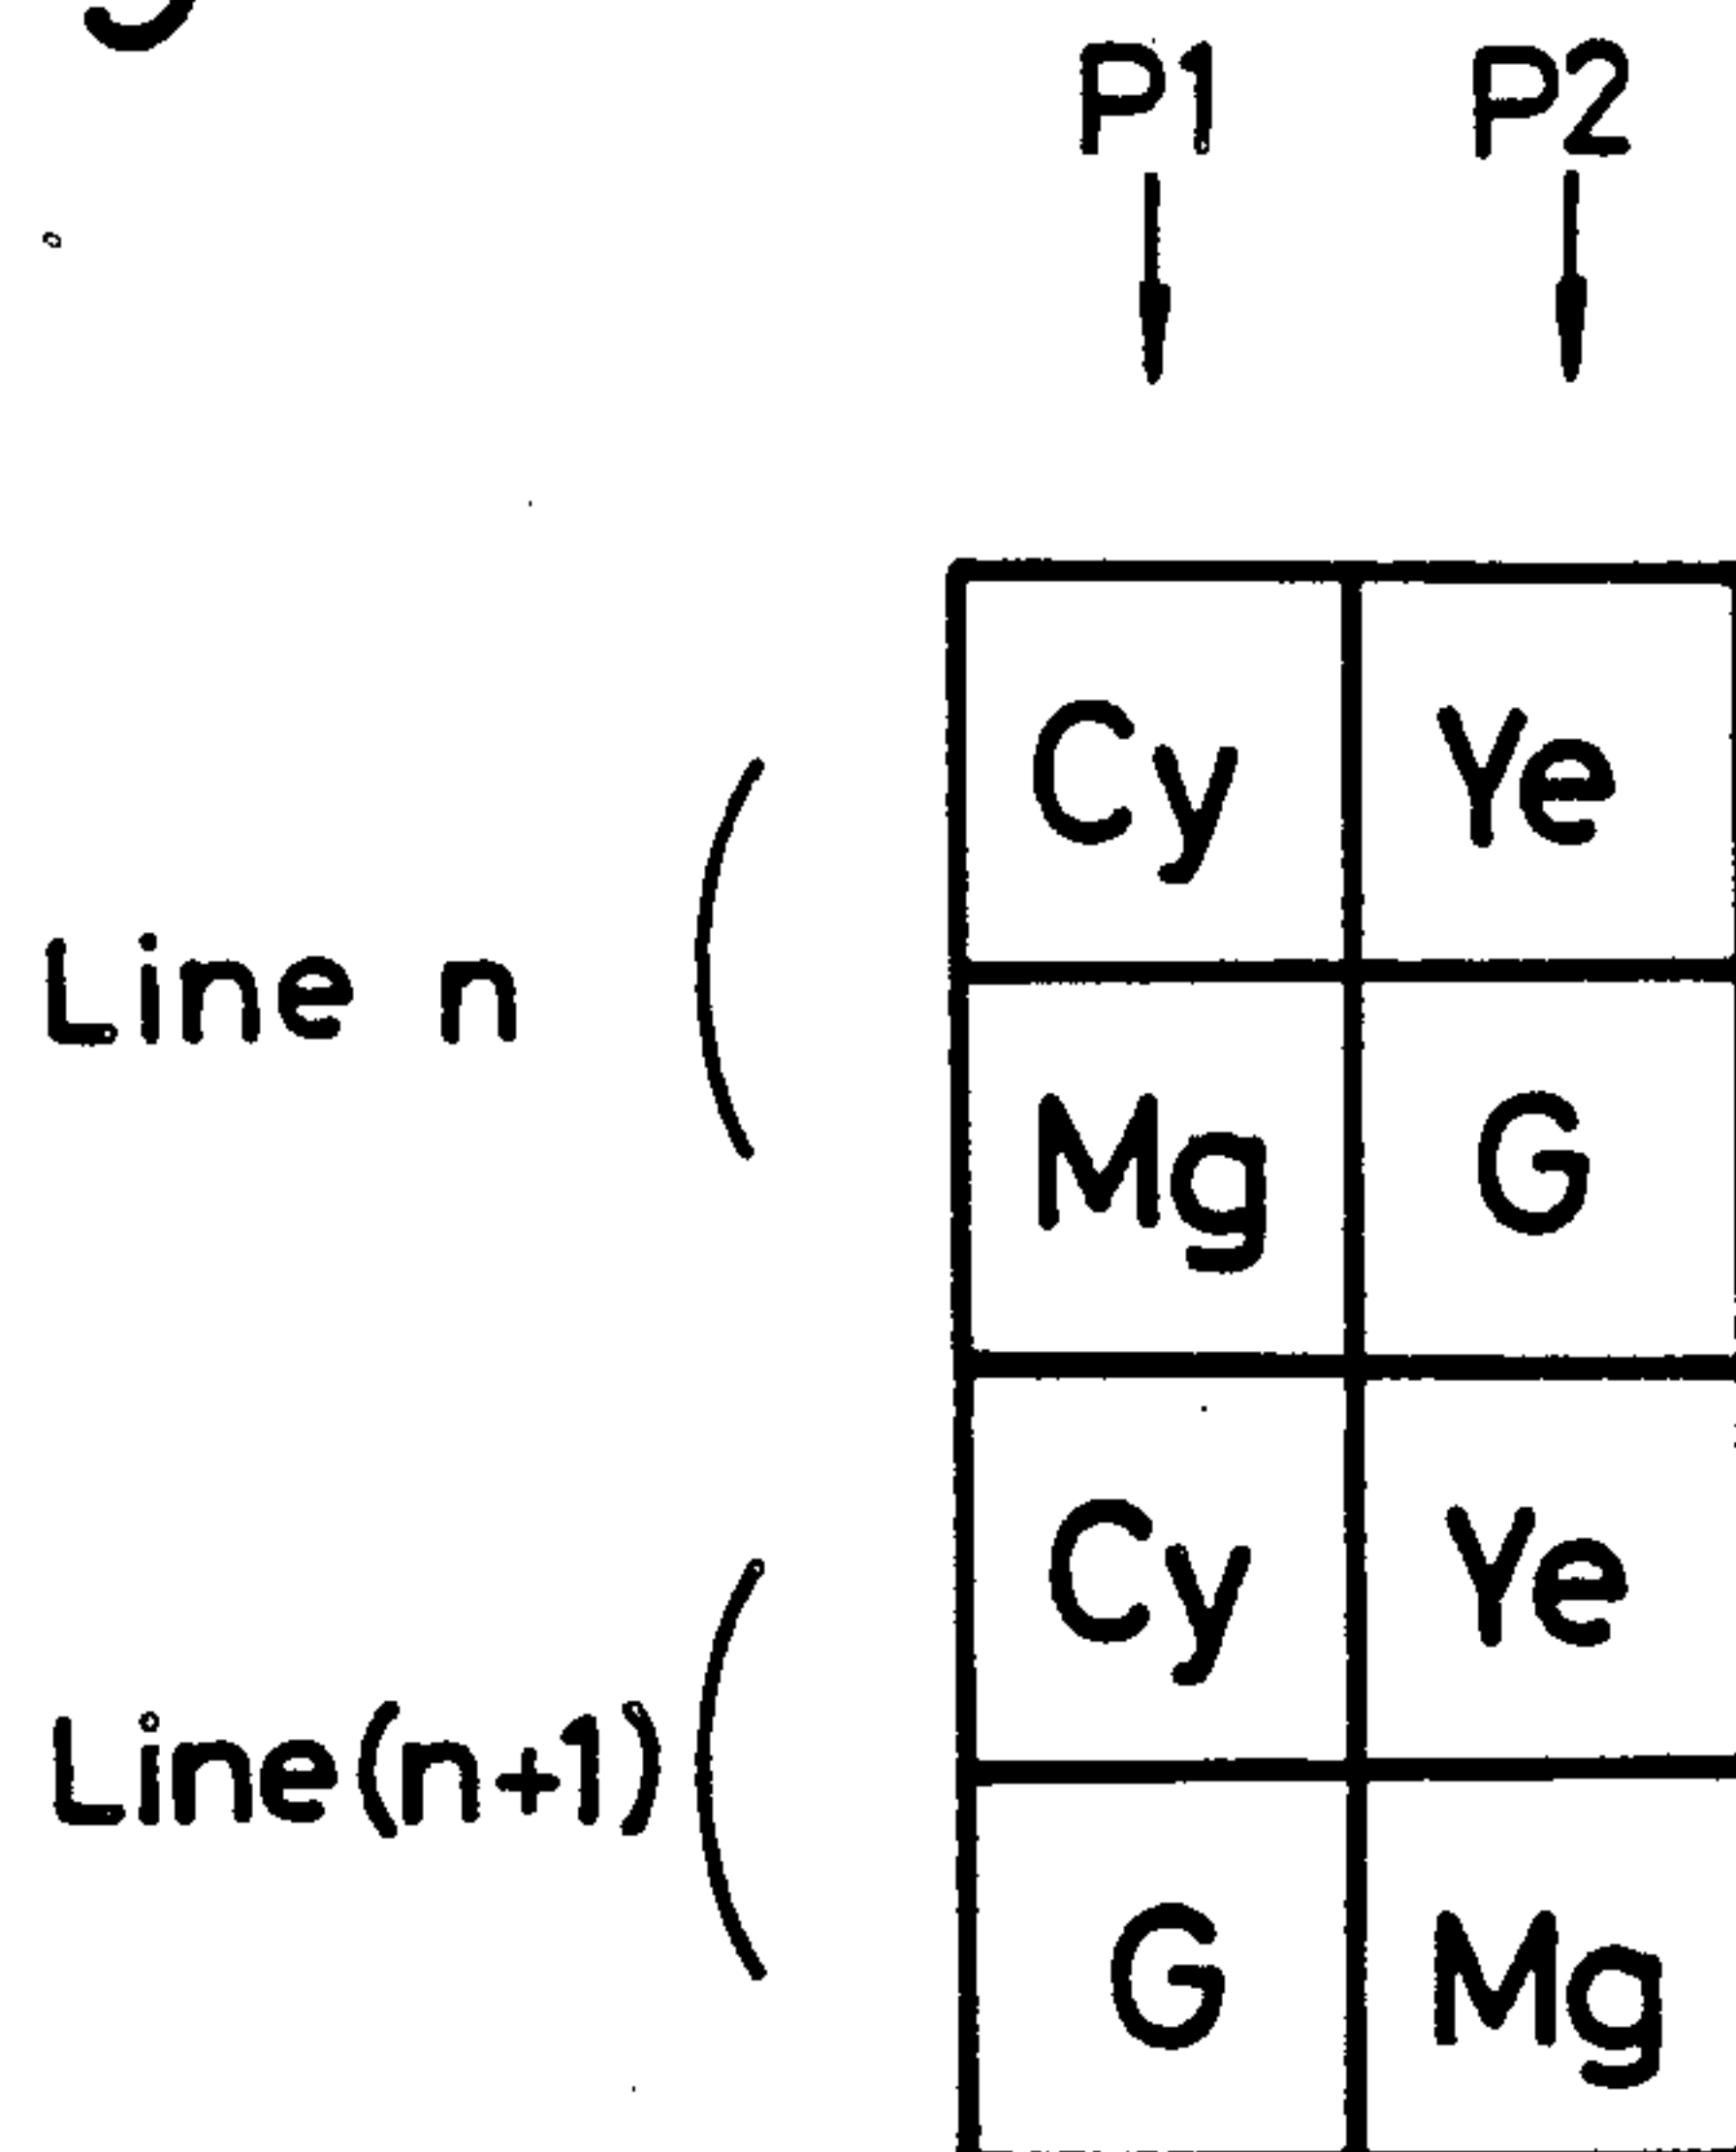 P1 P2
Cy Ye
Line n
Mg G
Cy Ye
Line(n+1)
G Mg